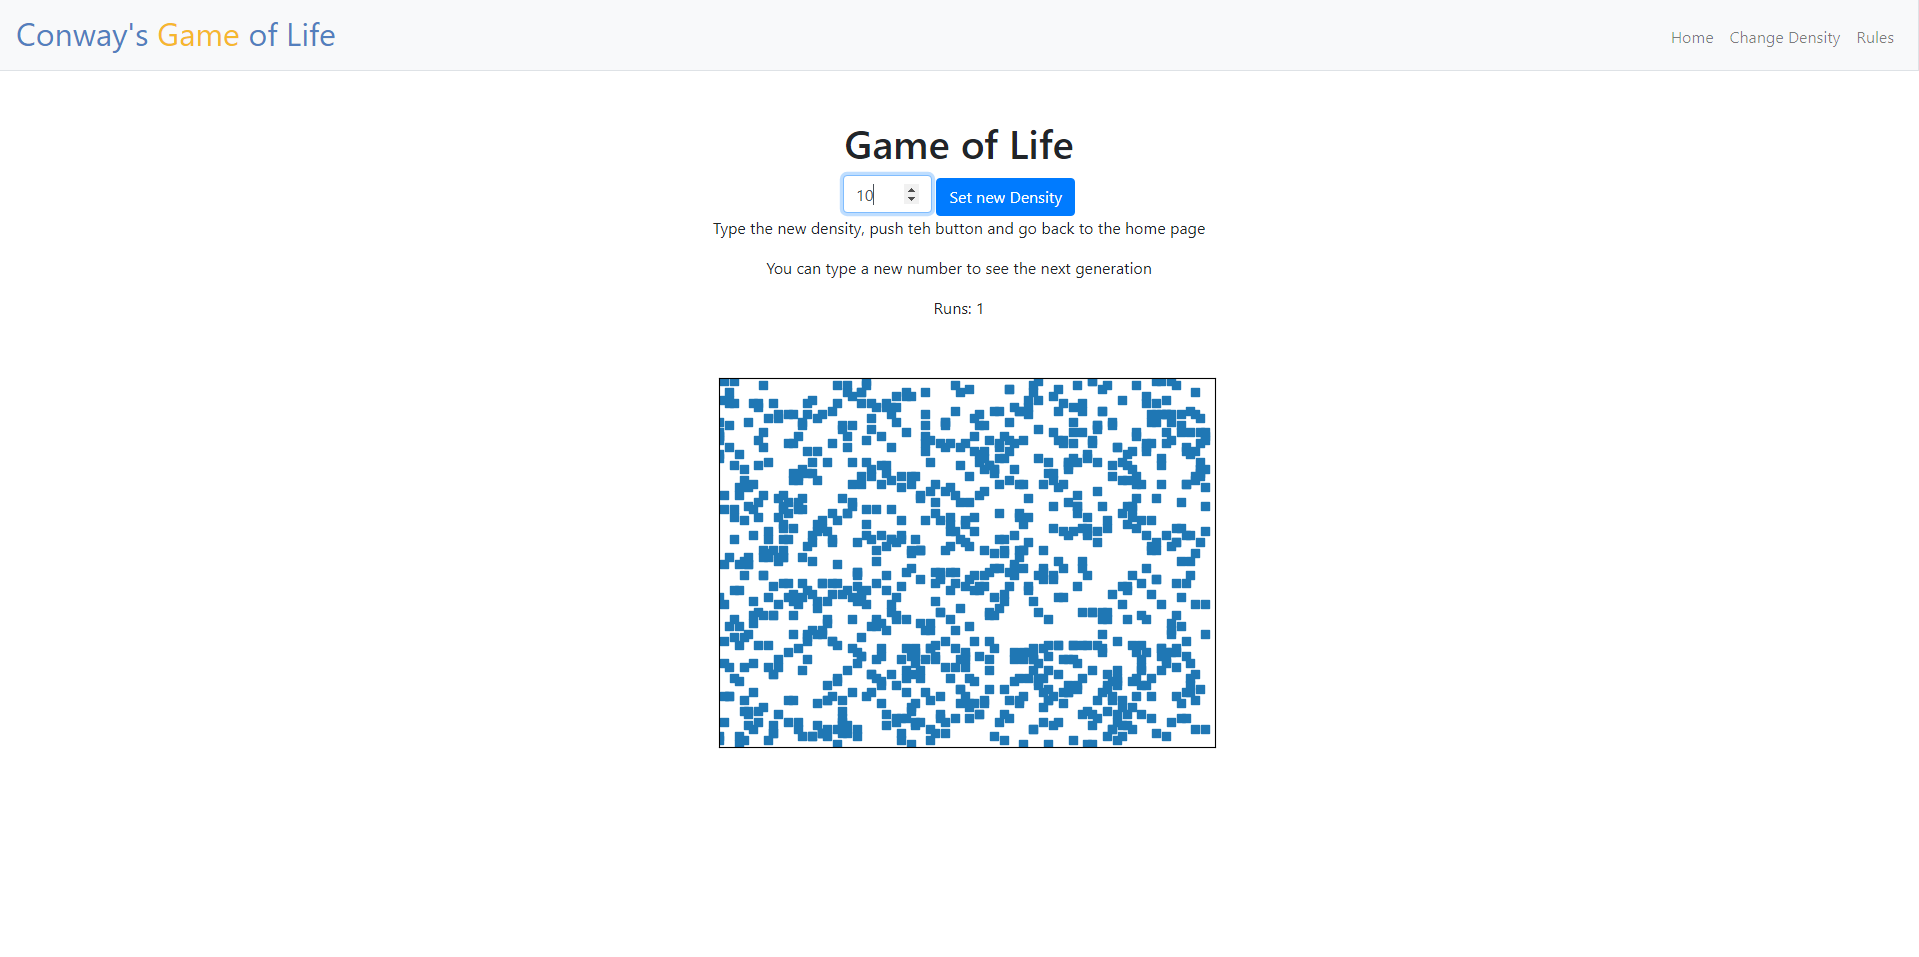 Conway's Game of Life
Home Change Density Rules
Game of Life
10 Set new Density
Type the new density, push teh button and go back to the home page
You can type a new number to see the next generation
Runs: 1